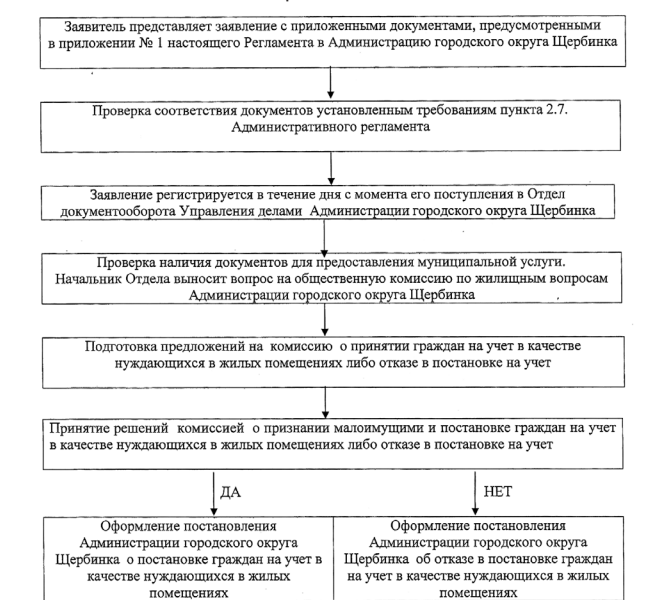 Заявитель представляет заявление с приложенными документами, предусмотренными
в приложении № 1 настоящего Регламента в Администрацию городского округа Щербинка
Проверка соответствия документов установленным требованиям пункта 2.7.
Административного регламента
Заявление регистрируется в течение дня с момента его поступления в Отдел
документооборота Управления делами Администрации городского округа Щербинка
Проверка наличия документов для предоставления муниципальной услуги.
Начальник Отдела выносит вопрос на общественную комиссию по жилищным вопросам
Администрации городского округа Щербинка
Подготовка предложений на комиссию о принятии граждан на учет в качестве
нуждающихся в жилых помещениях либо отказе в постановке на учет
Принятие решений комиссией о признании малоимущими и постановке граждан на учет
в качестве нуждающихся в жилых помещениях либо отказе в постановке на учет
ДА
НЕТ
Оформление постановления
Администрации городского округа
Щербинка о постановке граждан на учет в
качестве нуждающихся в жилых
помещениях
Оформление постановления
Администрации городского округа
Щербинка об отказе в постановке граждан
на учет в качестве нуждающихся в жилых
помещениях